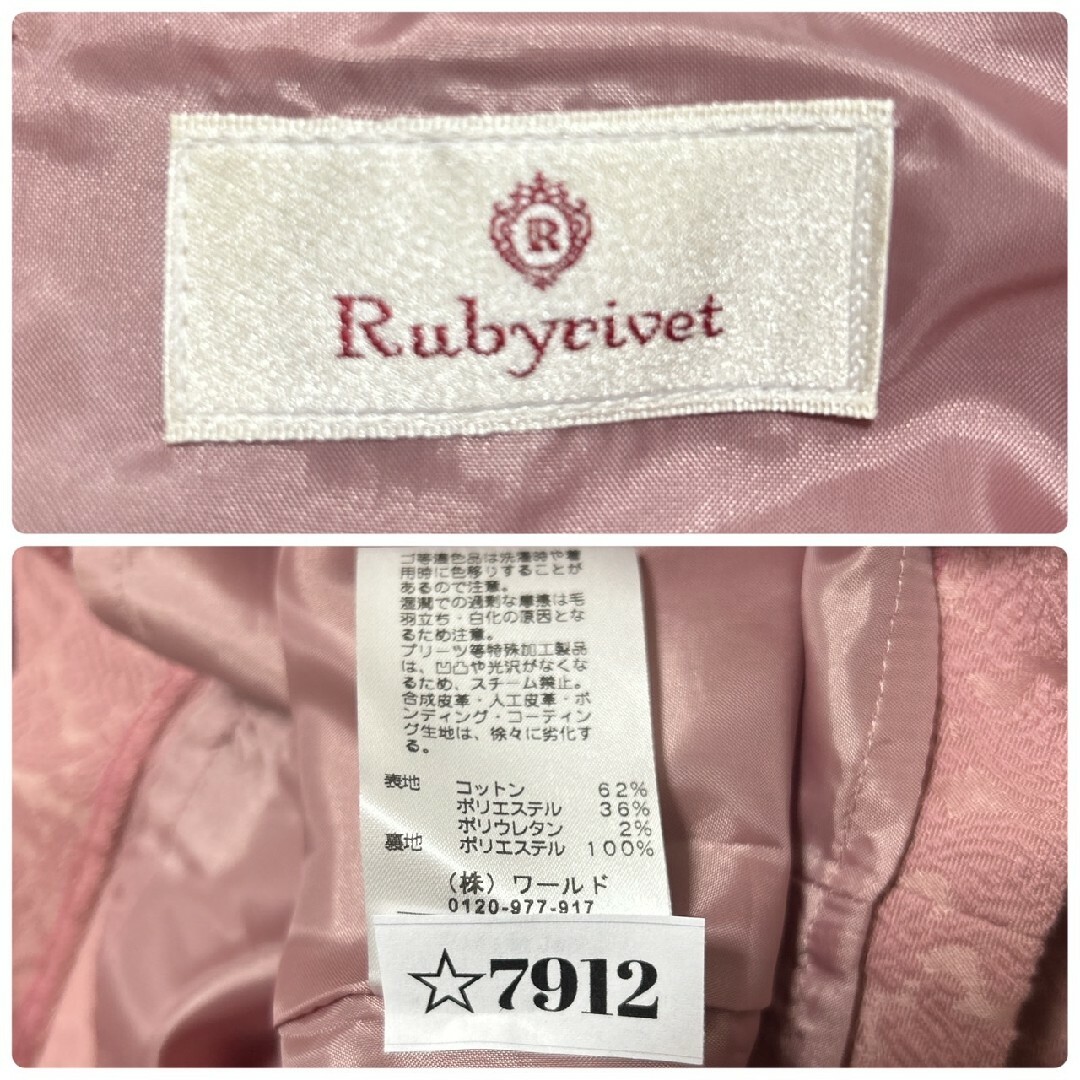 R
Rubyrivet
ゴ等適色品は洗濯時や着
用時に色移りすることが
あるので注意。
湿潤での過剰な摩擦は毛
羽立ち・白化の原因とな
るため注意。
プリーツ等特殊加工製品
は、凹凸や光沢がなくな
るため、スチーム禁止。
合成皮革・人工皮革・ボ
ンディング・コーティン
グ生地は、徐々に劣化す
る。
表地 コットン 62%
ポリエステル 36%
ポリウレタン 2%
裏地 ポリエステル 100%
(株) ワールド
0120-977-917
☆7912